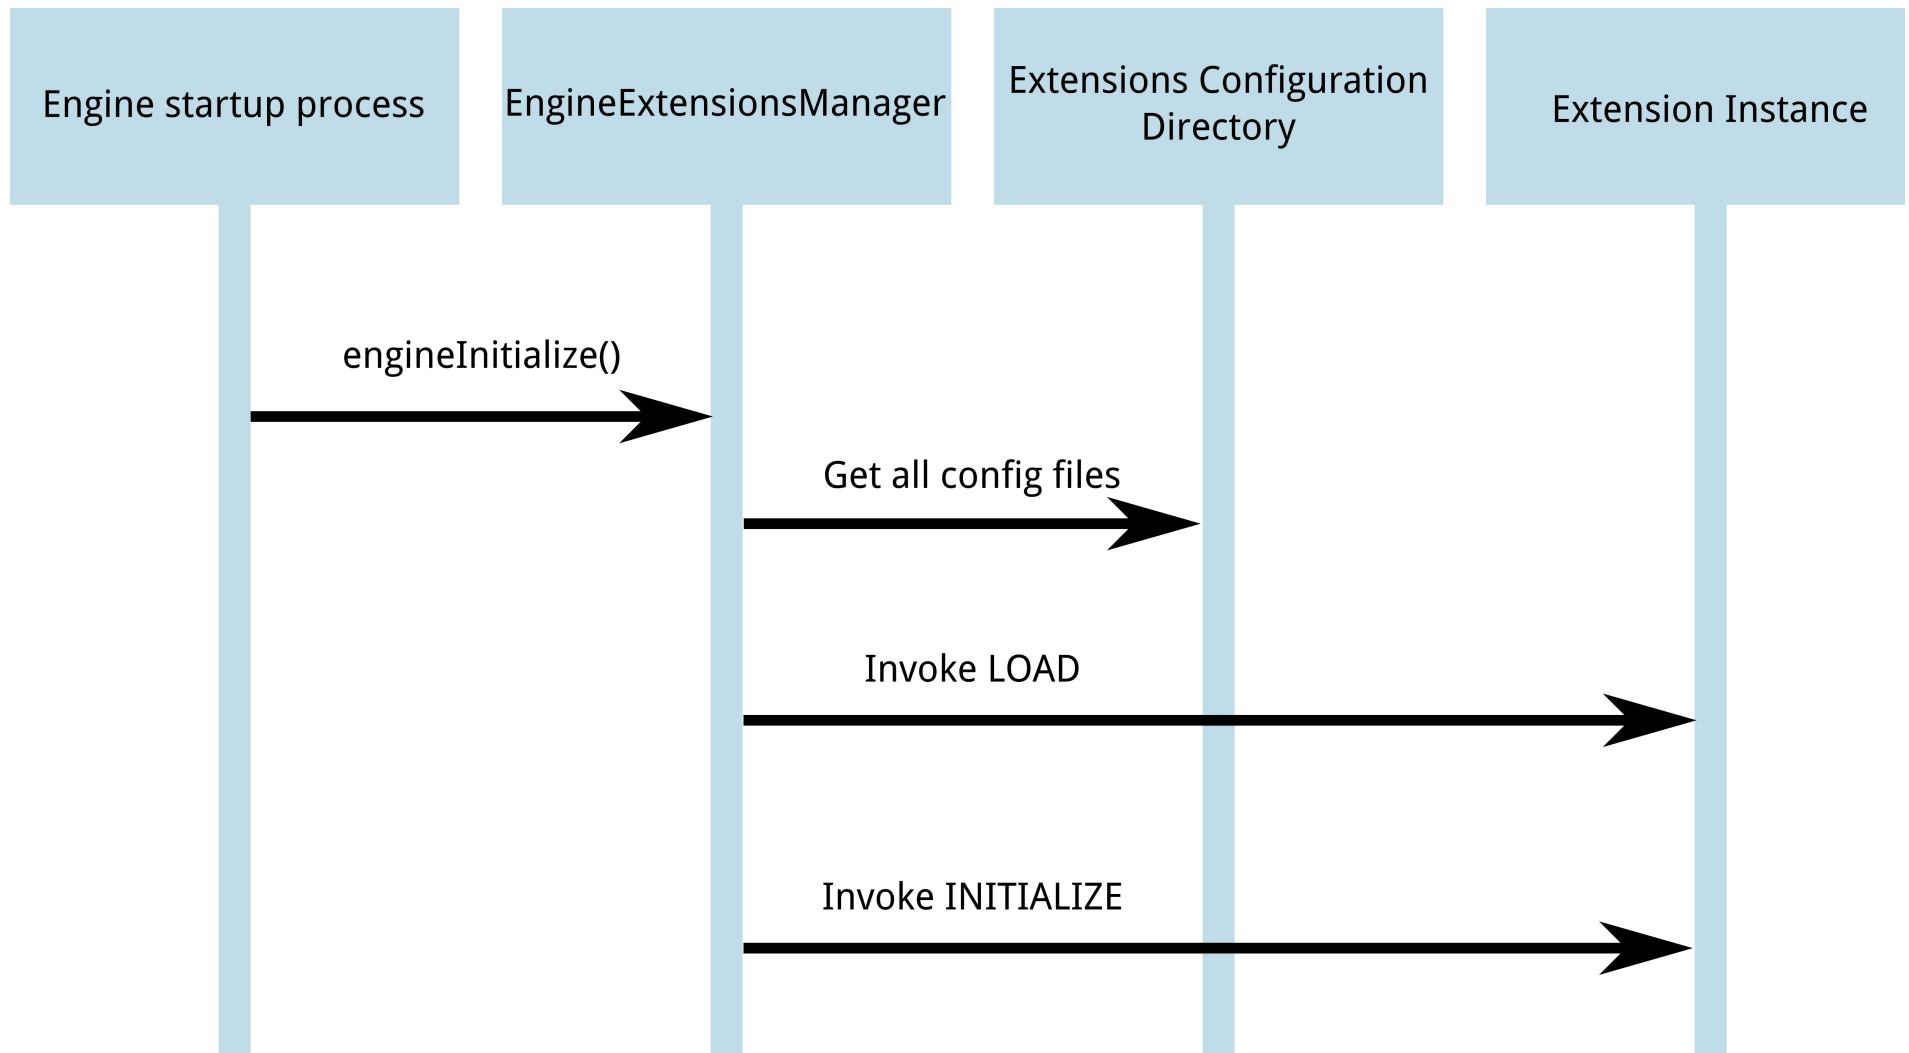 Engine startup process
EngineExtensionsManager
Extensions Configuration
Directory
Extension Instance
engineInitialize()
Get all config files
Invoke LOAD
Invoke INITIALIZE